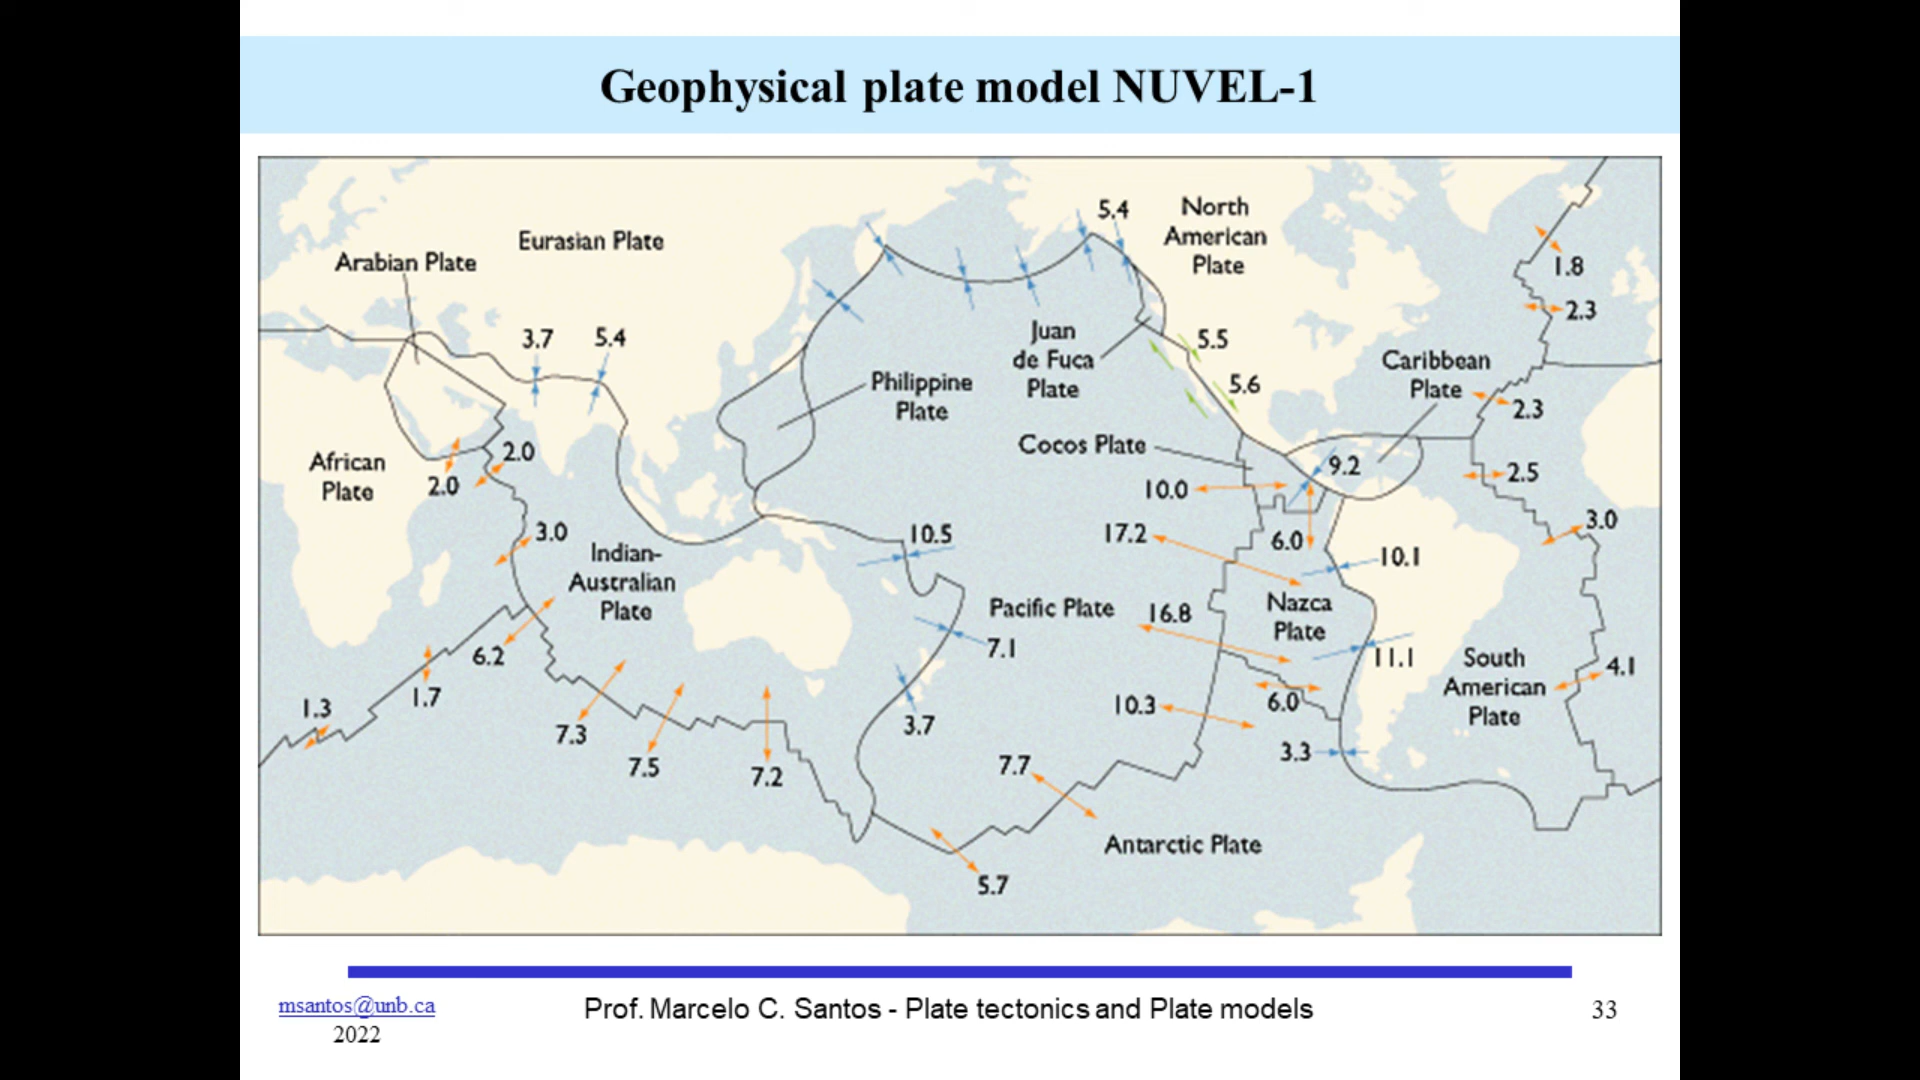 Geophysical plate model NUVEL-1
5.4
North
American
Plate
Eurasian Plate
Arabian Plate
1.8
2.3
3.7
5.4
Juan
de Fuca
Plate
5.5
5.6
Caribbean
Plate
Philippine
Plate
2.3
Cocos Plate
African
Plate
2.0
2.0
9.2
2.5
10.0
3.0
3.0
10.5
17.2
6.0
10.1
Indian-
Australian
Plate
Pacific Plate
16.8
Nazca
Plate
7.1
11.1
South
American
Plate
4.1
6.2
1.7
1.3
7.3
7.5
7.2
3.7
10.3
6.0
3.3
7.7
Antarctic Plate
5.7
msantos@unb.ca
2022
Prof. Marcelo C. Santos - Plate tectonics and Plate models
33